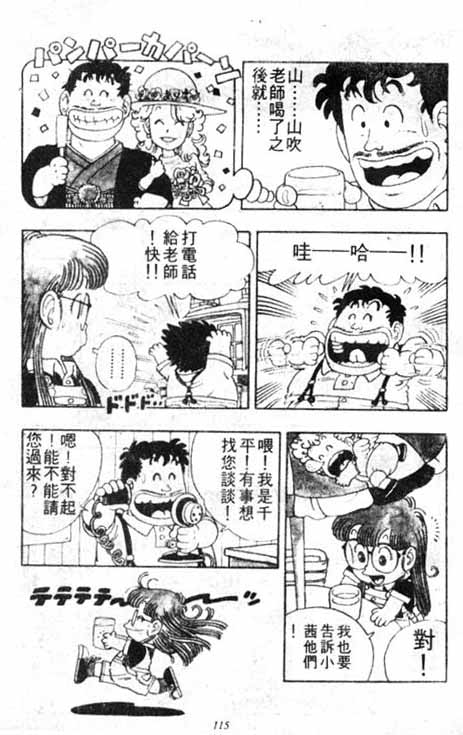 山……山吹
老師喝了之
後就……
パンパーカパーン
哇——哈——!!
打電話
給老師
！快!!
………
ドドドド
喂！我是千
平！有事想
找您談談！
嗯！對不起
！能不能請
您過來？
對！
我也要
告訴小
茜他們
！
テテテテ〜〜ッ
115